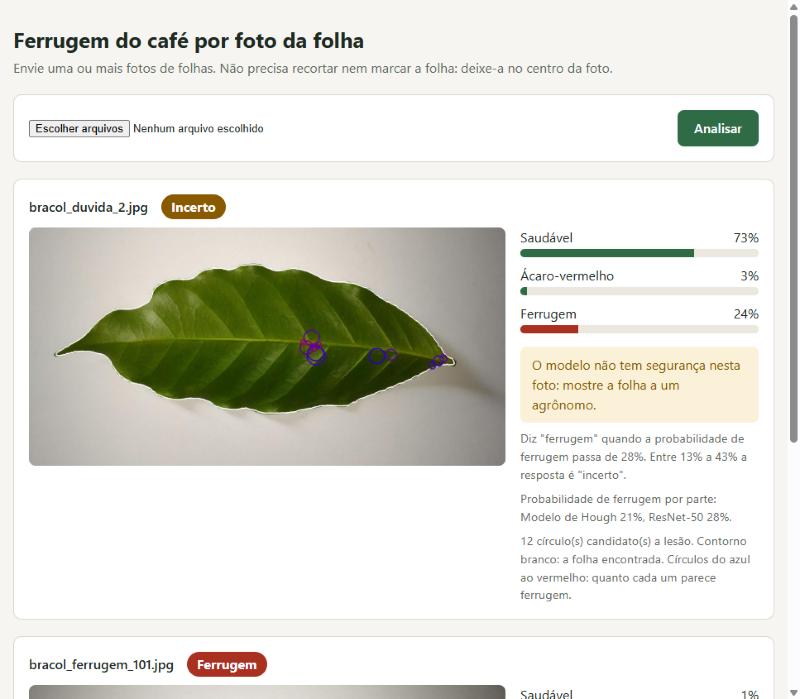 Ferrugem do café por foto da folha
Envie uma ou mais fotos de folhas. Não precisa recortar nem marcar a folha: deixe-a no centro da foto.
Escolher arquivos Nenhum arquivo escolhido
Analisar
bracol_duvida_2.jpg Incerto
Saudável 73%
Ácaro-vermelho 3%
Ferrugem 24%
O modelo não tem segurança nesta
foto: mostre a folha a um
agrônomo.
Diz "ferrugem" quando a probabilidade de
ferrugem passa de 28%. Entre 13% a 43% a
resposta é "incerto".
Probabilidade de ferrugem por parte:
Modelo de Hough 21%, ResNet-50 28%.
12 círculo(s) candidato(s) a lesão. Contorno
branco: a folha encontrada. Círculos do azul
ao vermelho: quanto cada um parece
ferrugem.
bracol_ferrugem_101.jpg Ferrugem
Saudável 1%